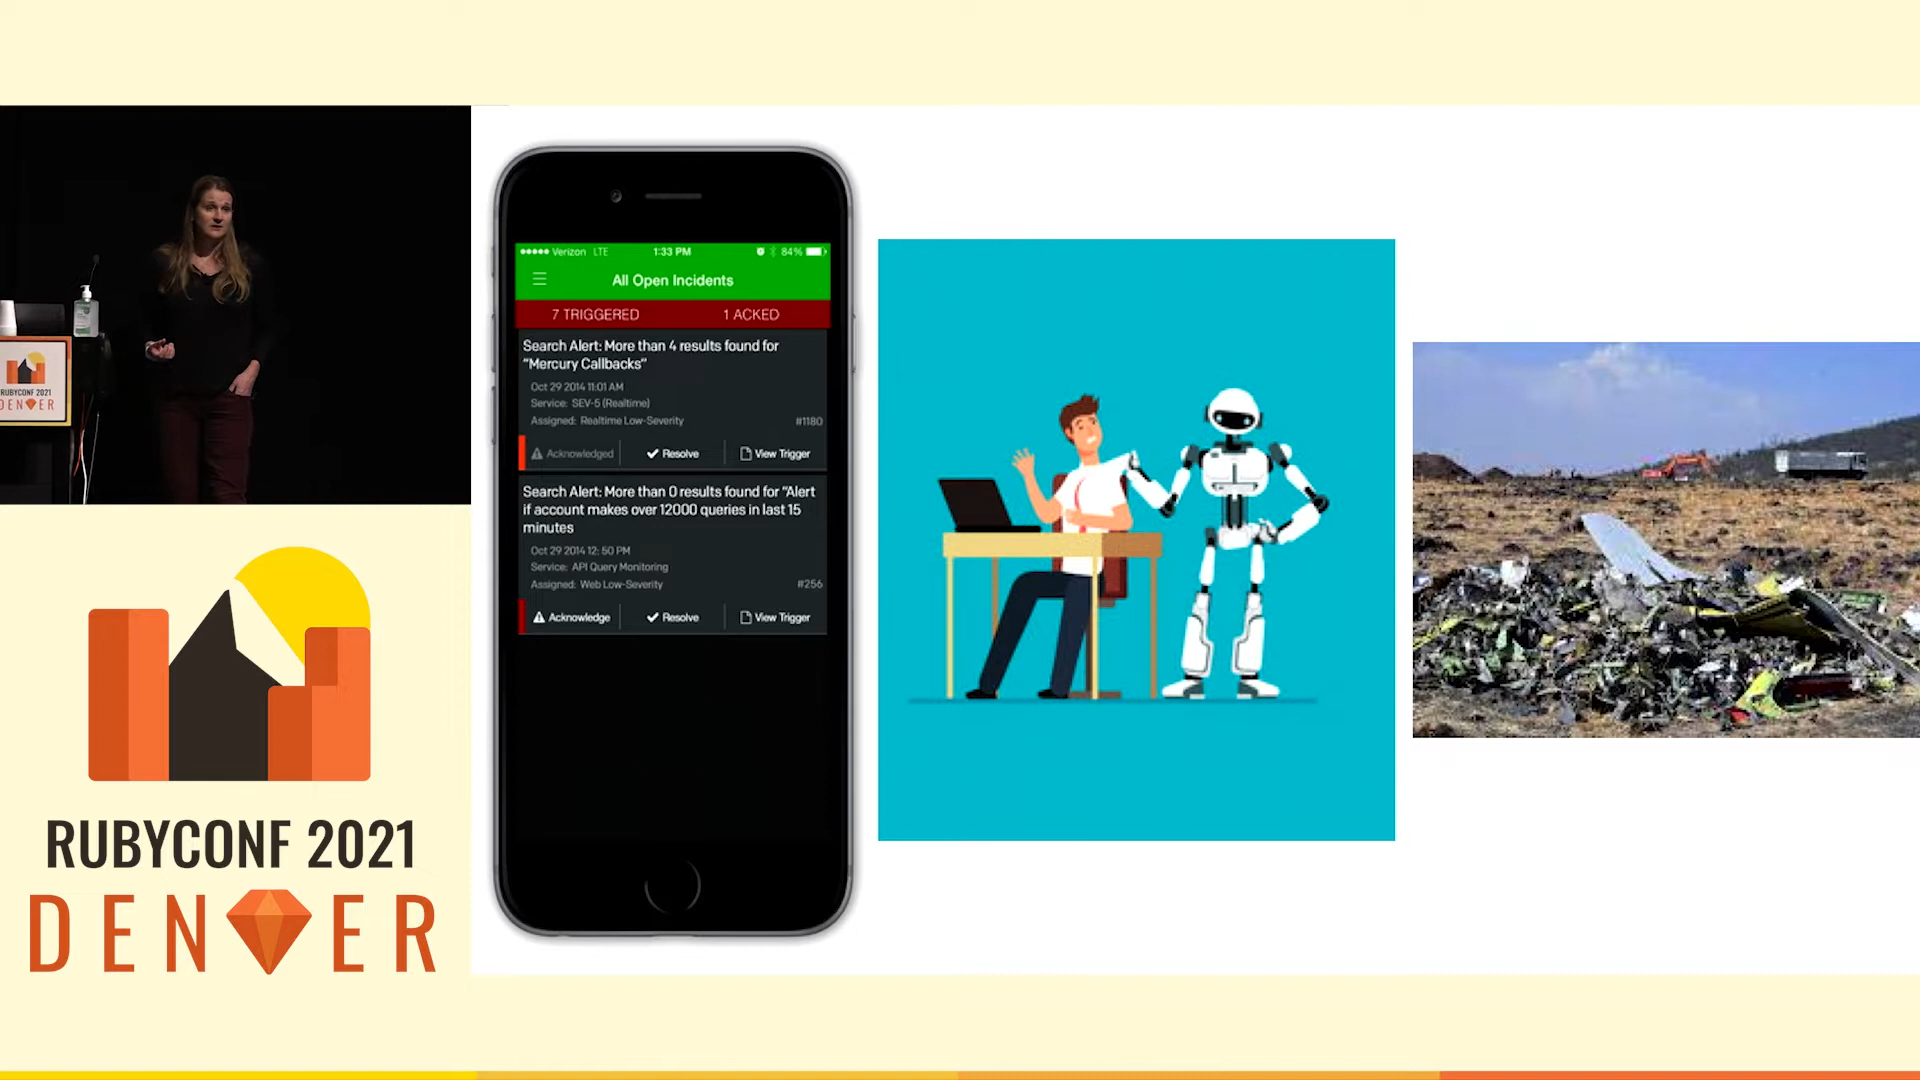 RUBYCONF 2021
DENVER
RUBYCONF 2021
DENVER
Verizon LTE 1:33 PM 84%
All Open Incidents
7 TRIGGERED 1 ACKED
Search Alert: More than 4 results found for
“Mercury Callbacks”
Oct 29 2014 11:01 AM
Service: SEV-5 (Realtime)
Assigned: Realtime Low-Severity #1180
Acknowledged Resolve View Trigger
Search Alert: More than 0 results found for “Alert
if account makes over 12000 queries in last 15
minutes
Oct 29 2014 12: 50 PM
Service: API Query Monitoring
Assigned: Web Low-Severity #256
Acknowledge Resolve View Trigger